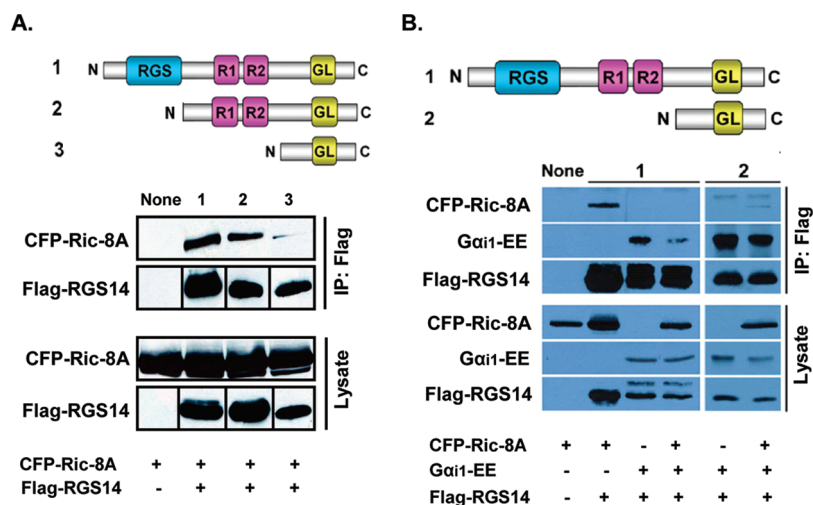 A.
1 N RGS R1 R2 GL C
2 N R1 R2 GL C
3 N GL C
None 1 2 3
CFP-Ric-8A
Flag-RGS14
IP: Flag
CFP-Ric-8A
Flag-RGS14
Lysate
CFP-Ric-8A + + + +
Flag-RGS14 - + + +
B.
1 N RGS R1 R2 GL C
2 N GL C
None 1 2
CFP-Ric-8A
Gαi1-EE
Flag-RGS14
IP: Flag
CFP-Ric-8A
Gαi1-EE
Flag-RGS14
Lysate
CFP-Ric-8A + + - + - +
Gαi1-EE - - + + + +
Flag-RGS14 - + + + + +